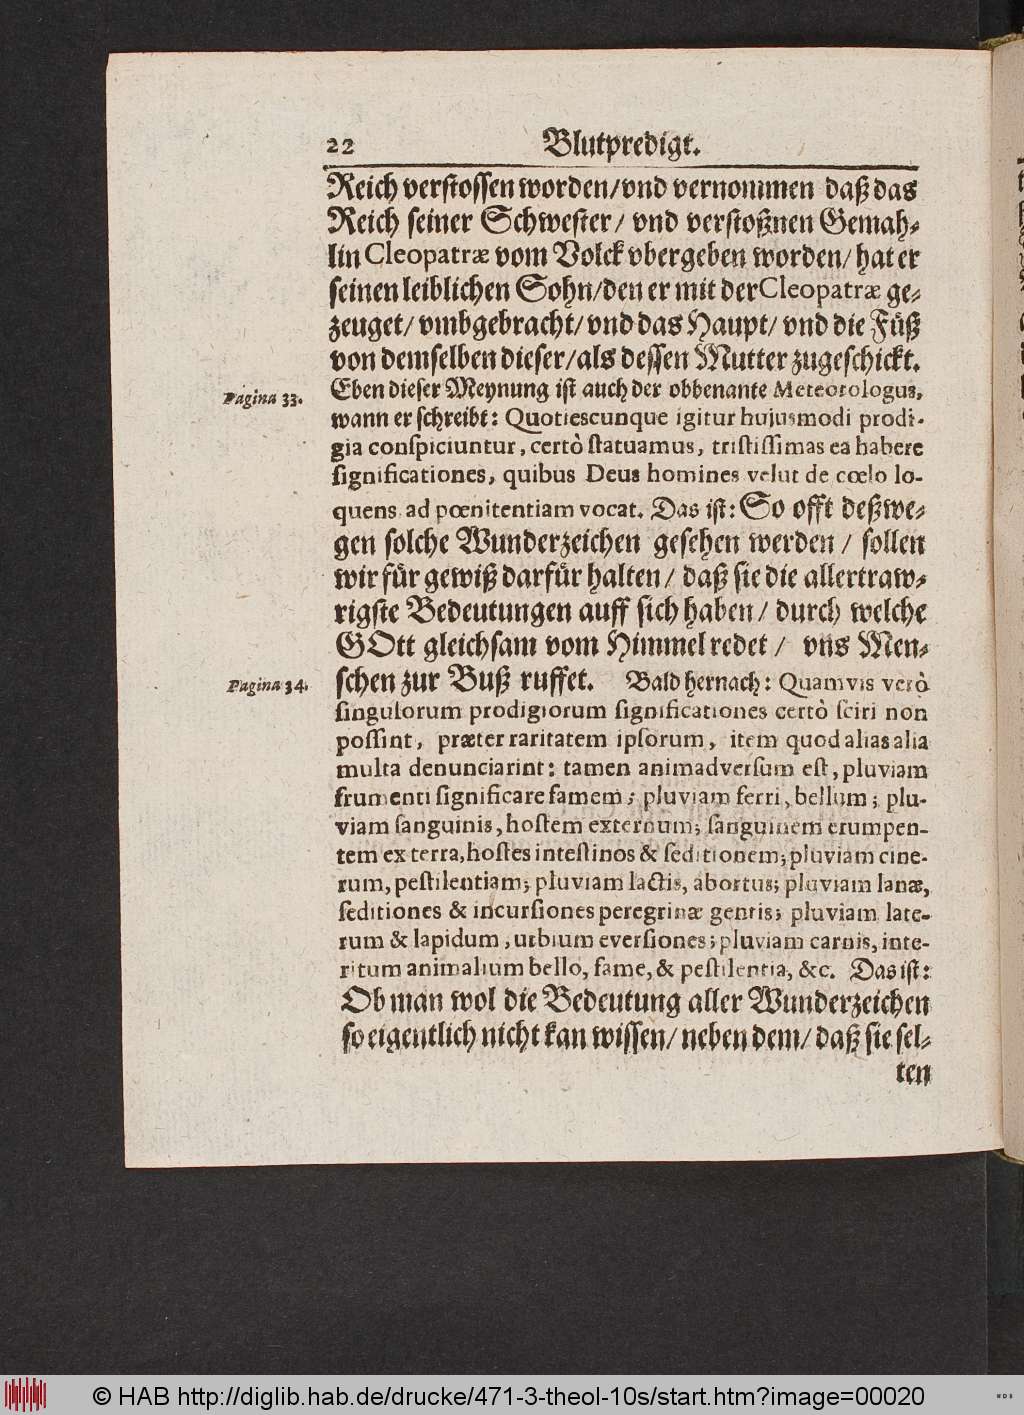 22 Blutpredigt.
Reich verstossen worden/vnd vernommen daß das
Reich seiner Schwester/ vnd verstoßnen Gemah-
lin Cleopatræ vom Volck vbergeben worden/ hat er
seinen leiblichen Sohn/den er mit der Cleopatræ ge-
zeuget/ vmbgebracht/ vnd das Haupt/ vnd die Füß
von demselben dieser/als dessen Mutter zugeschickt.
Pagina 33. Eben dieser Meynung ist auch der obbenante Meteorologus,
wann er schreibt: Quotiescunque igitur hujusmodi prodi-
gia conspiciuntur, certò statuamus, tristissimas ea habere
significationes, quibus Deus homines velut de cœlo lo-
quens ad pœnitentiam vocat. Das ist: So offt deßwe-
gen solche Wunderzeichen gesehen werden / sollen
wir für gewiß darfür halten/ daß sie die allertraw-
rigste Bedeutungen auff sich haben/ durch welche
GOtt gleichsam vom Himmel redet / vns Men-
Pagina 34. schen zur Buß ruffet. Bald hernach: Quamvis verò
singulorum prodigiorum significationes certò sciri non
possint, præter raritatem ipsorum, item quod alias alia
multa denunciarint: tamen animadversum est, pluviam
frumenti significare famem; pluviam ferri, bellum; plu-
viam sanguinis, hostem externum; sanguinem erumpen-
tem ex terra, hostes intestinos & seditionem; pluviam cine-
rum, pestilentiam; pluviam lactis, abortus; pluviam lanæ,
seditiones & incursiones peregrinæ gentis; pluviam late-
rum & lapidum, urbium eversiones; pluviam carnis, inte-
ritum animalium bello, fame, & pestilentia, &c. Das ist:
Ob man wol die Bedeutung aller Wunderzeichen
so eigentlich nicht kan wissen/ neben dem/ daß sie sel-
ten
© HAB http://diglib.hab.de/drucke/471-3-theol-10s/start.htm?image=00020
WDB